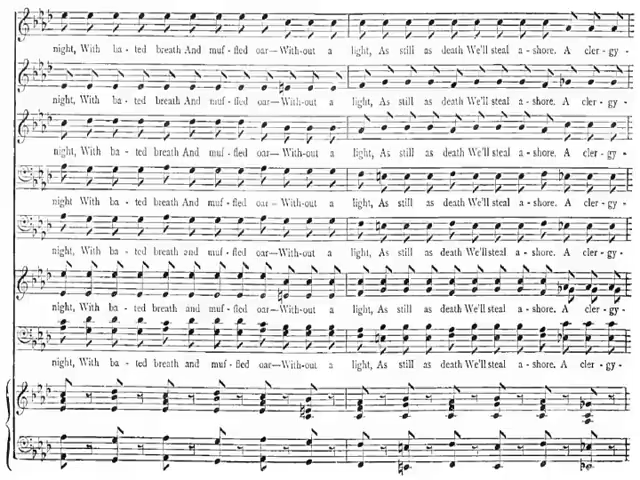 night, With ba - ted breath And muf - fled oar—With-out a light, As still as death We'll steal a - shore. A cler - gy -
night, With ba - ted breath And muf - fled oar—With-out a light, As still as death We'll steal a - shore. A cler - gy -
night, With ba - ted breath And muf - fled oar—With-out a light, As still as death We'll steal a - shore. A cler - gy -
night, With ba - ted breath And muf - fled oar—With-out a light, As still as death We'll steal a - shore. A cler - gy -
night, With ba - ted breath and muf - fled oar—With-out a light, As still as death We'll steal a - shore. A cler - gy -
night, With ba - ted breath And muf - fled oar—With-out a light, As still as death We'll steal a - shore. A cler - gy -
night, With ba - ted breath and muf - fled oar—With-out a light, As still as death We'll steal a - shore. A cler - gy -